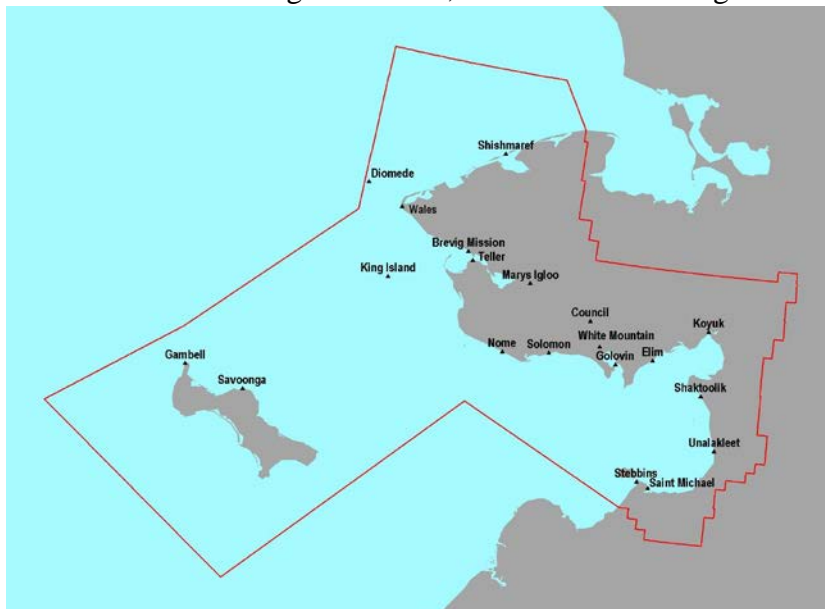 Shishmaref
Diomede
Wales
Brevig Mission
Teller
King Island
Marys Igloo
Council
Koyuk
White Mountain
Nome
Solomon
Golovin
Elim
Gambell
Savoonga
Shaktoolik
Unalakleet
Stebbins
Saint Michael